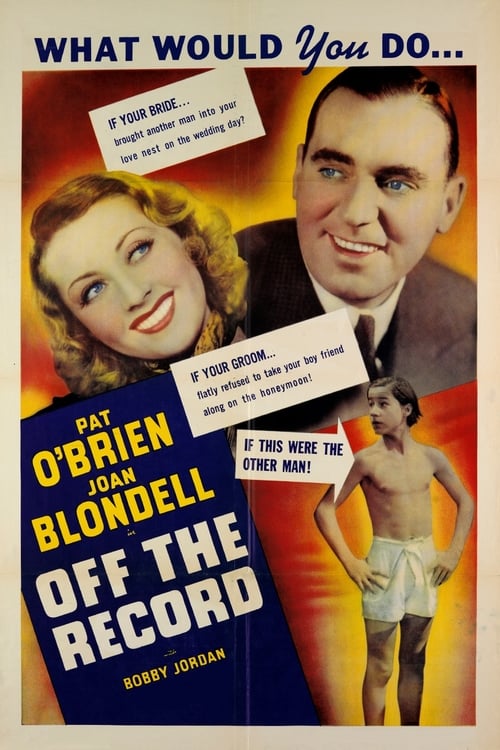 WHAT WOULD You DO...
IF YOUR BRIDE...
brought another man into your
love nest on the wedding day?
IF YOUR GROOM...
flatly refused to take your boy friend
along on the honeymoon!
IF THIS WERE THE
OTHER MAN!
PAT
O'BRIEN
JOAN
BLONDELL
in
OFF THE
RECORD
with
BOBBY JORDAN